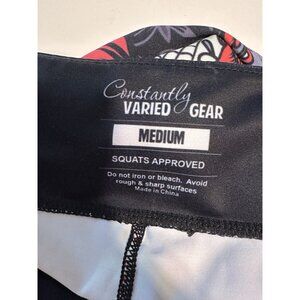 Constantly
VARIED GEAR
MEDIUM
SQUATS APPROVED
Do not iron or bleach. Avoid
rough & sharp surfaces
Made in China